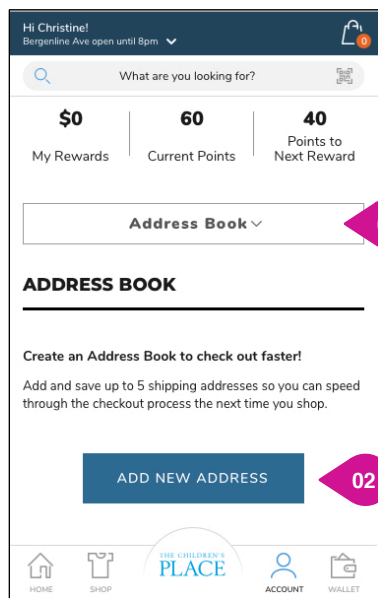 Hi Christine!
Bergenline Ave open until 8pm
0
What are you looking for?
$0 60 40
My Rewards Current Points Points to
Next Reward
Address Book
ADDRESS BOOK
Create an Address Book to check out faster!
Add and save up to 5 shipping addresses so you can speed
through the checkout process the next time you shop.
ADD NEW ADDRESS
02
THE CHILDREN'S
PLACE
HOME SHOP ACCOUNT WALLET